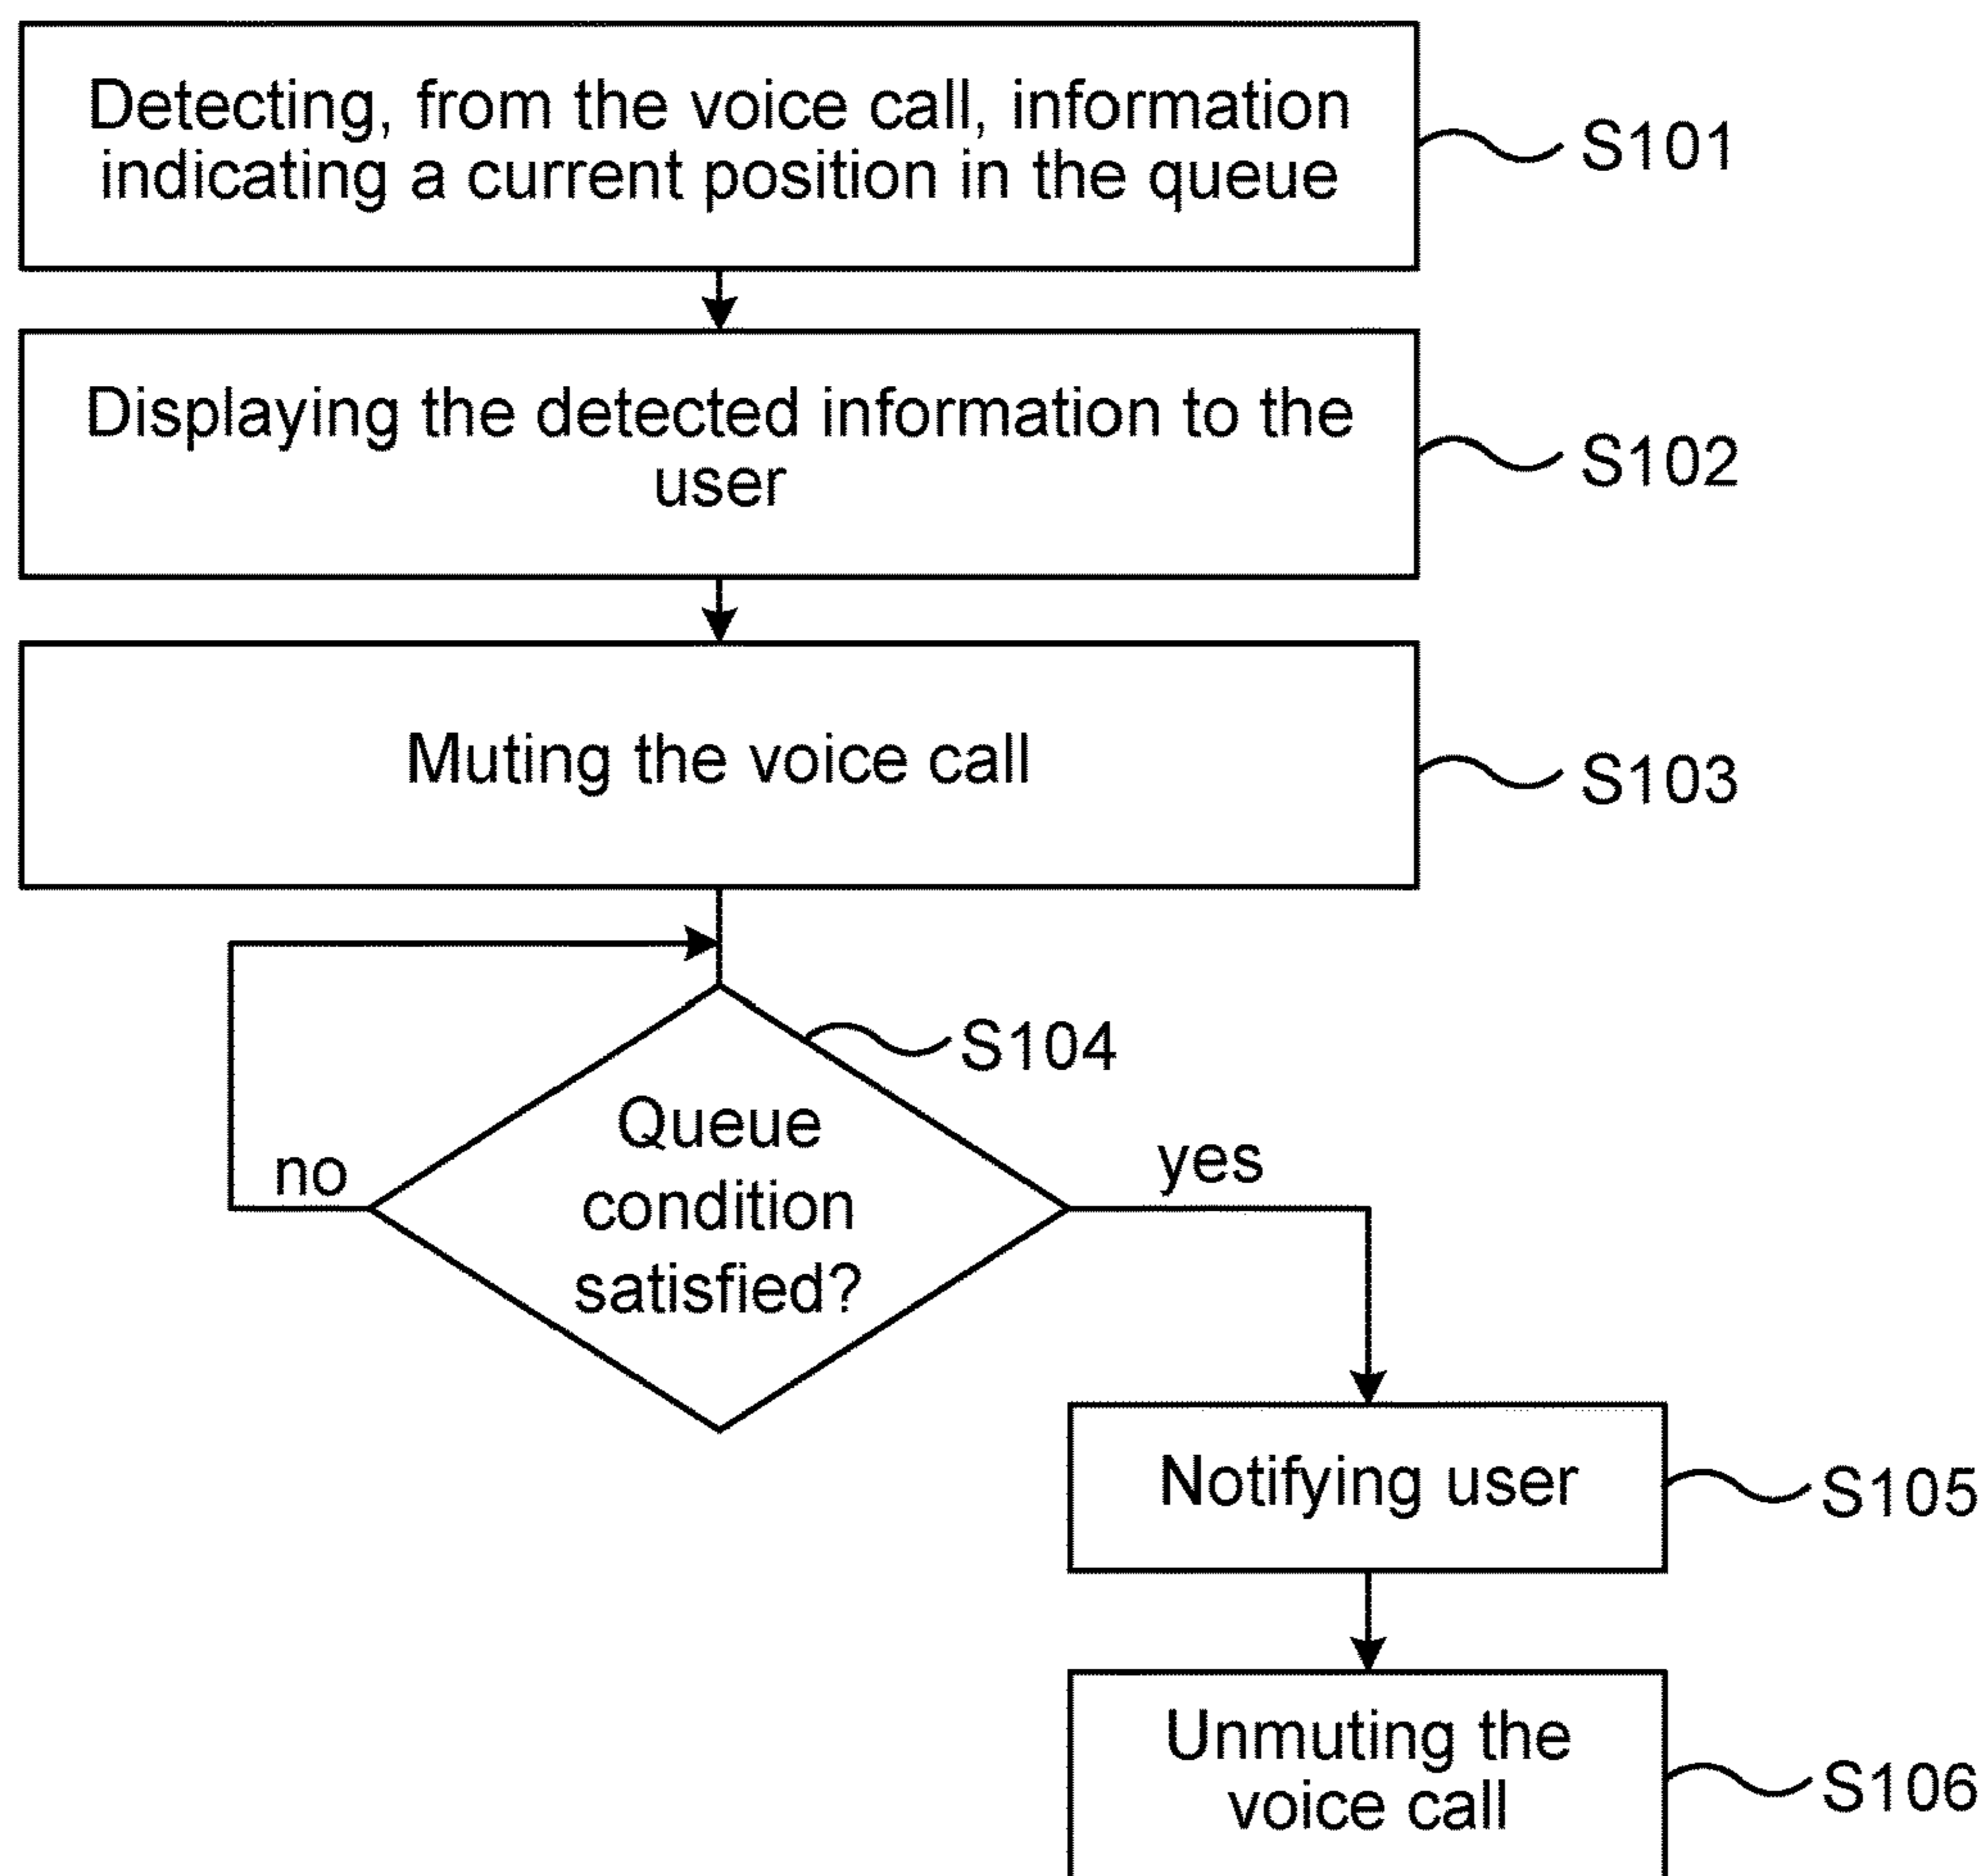 Detecting, from the voice call, information
indicating a current position in the queue
S101
Displaying the detected information to the
user
S102
Muting the voice call
S103
S104
Queue
condition
satisfied?
no
yes
Notifying user
S105
Unmuting the
voice call
S106